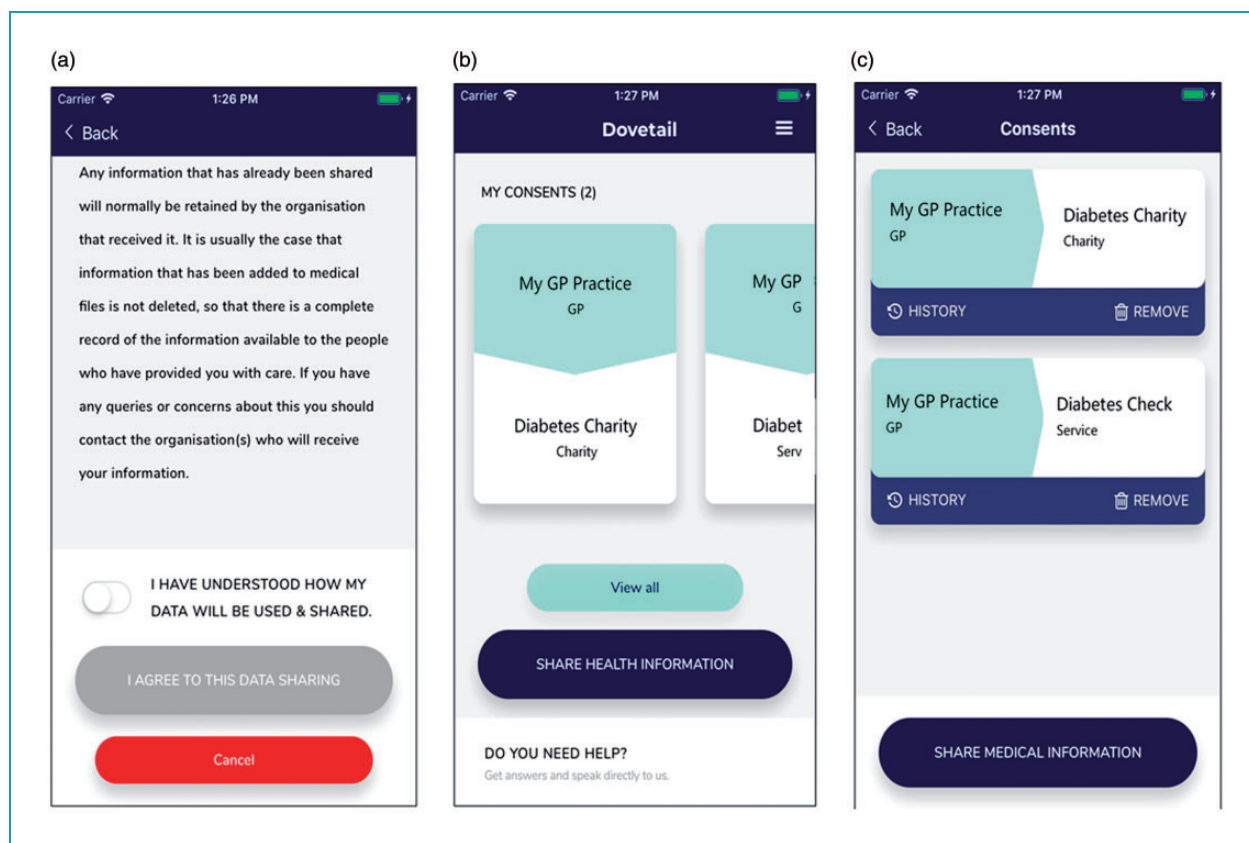 (a)
Carrier 1:26 PM
Back
Any information that has already been shared
will normally be retained by the organisation
that received it. It is usually the case that
information that has been added to medical
files is not deleted, so that there is a complete
record of the information available to the people
who have provided you with care. If you have
any queries or concerns about this you should
contact the organisation(s) who will receive
your information.
I HAVE UNDERSTOOD HOW MY
DATA WILL BE USED & SHARED.
I AGREE TO THIS DATA SHARING
Cancel
(b)
Carrier 1:27 PM
Dovetail
MY CONSENTS (2)
My GP Practice
GP
Diabetes Charity
Charity
My GP
G
Diabet
Serv
View all
SHARE HEALTH INFORMATION
DO YOU NEED HELP?
Get answers and speak directly to us.
(c)
Carrier 1:27 PM
Back Consents
My GP Practice
GP
Diabetes Charity
Charity
HISTORY REMOVE
My GP Practice
GP
Diabetes Check
Service
HISTORY REMOVE
SHARE MEDICAL INFORMATION